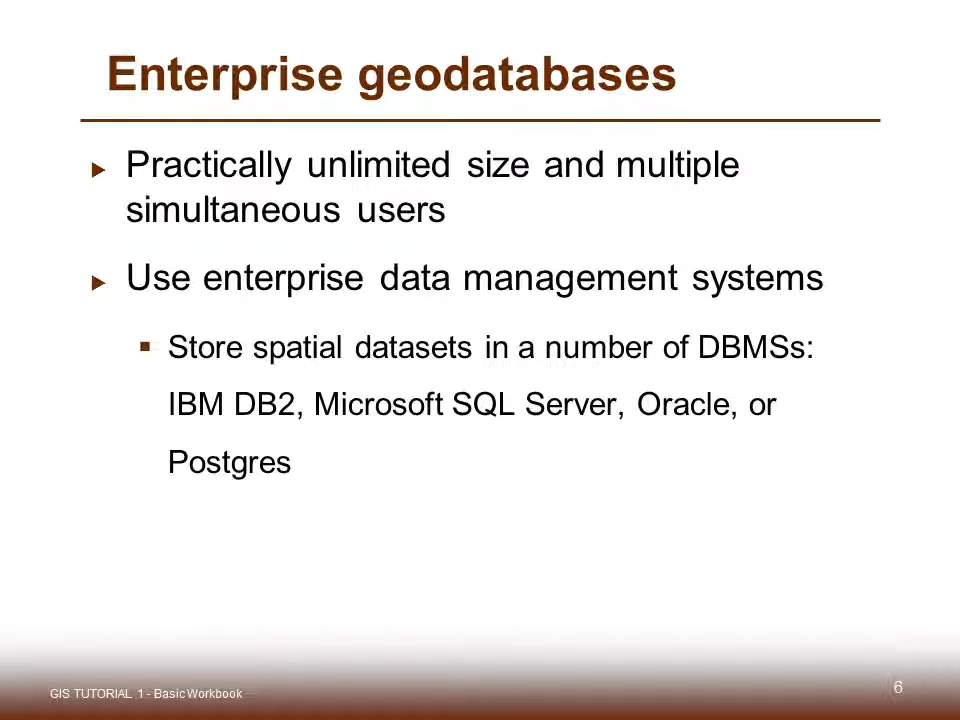 Enterprise geodatabases
Practically unlimited size and multiple
simultaneous users
Use enterprise data management systems
Store spatial datasets in a number of DBMSs:
IBM DB2, Microsoft SQL Server, Oracle, or
Postgres
GIS TUTORIAL 1 - Basic Workbook
6